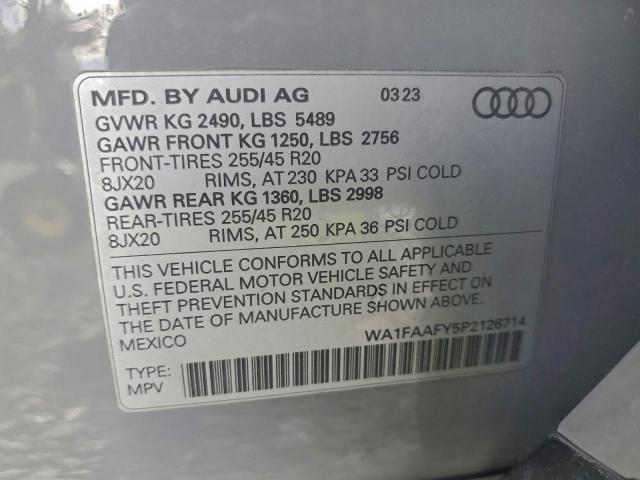 MFD. BY AUDI AG 03 23
GVWR KG 2490, LBS 5489
GAWR FRONT KG 1250, LBS 2756
FRONT-TIRES 255/45 R20
8JX20 RIMS, AT 230 KPA 33 PSI COLD
GAWR REAR KG 1360, LBS 2998
REAR-TIRES 255/45 R20
8JX20 RIMS, AT 250 KPA 36 PSI COLD
THIS VEHICLE CONFORMS TO ALL APPLICABLE
U.S. FEDERAL MOTOR VEHICLE SAFETY AND
THEFT PREVENTION STANDARDS IN EFFECT ON
THE DATE OF MANUFACTURE SHOWN ABOVE.
MEXICO WA1FAAFY5P2126714
TYPE:
MPV